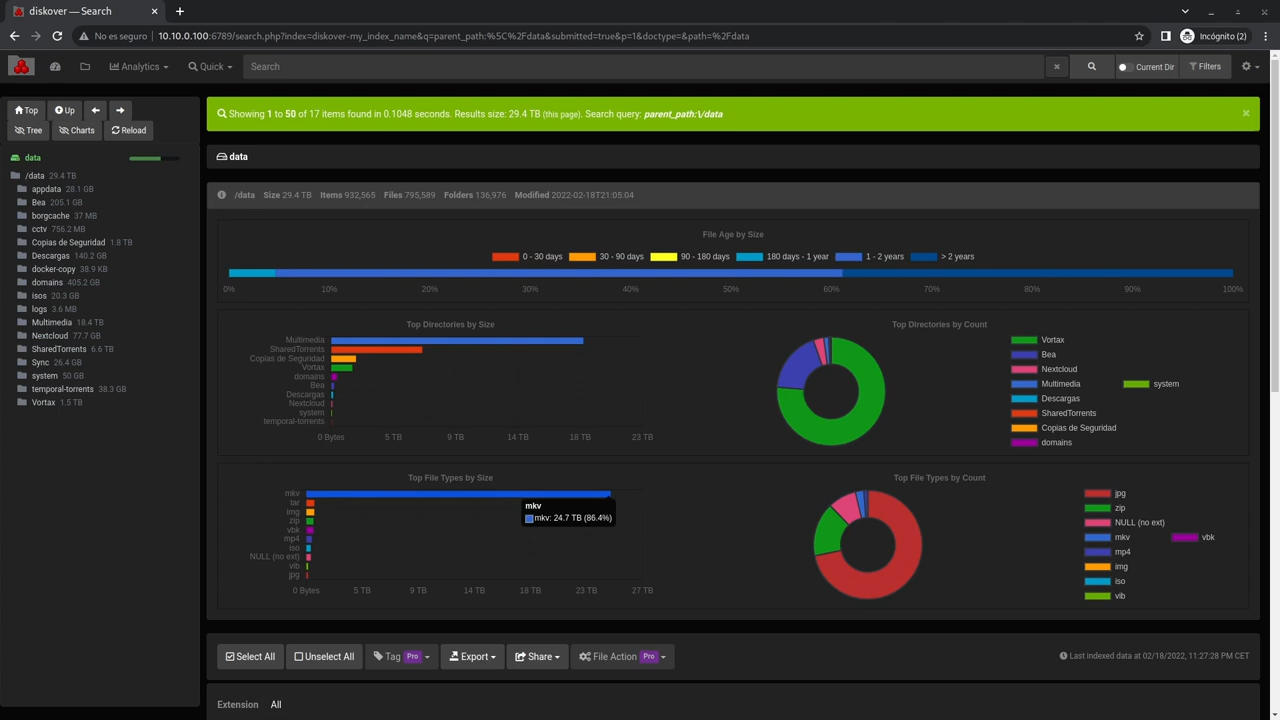 diskover — Search
No es seguro
10.10.0.100:6789/search.php?index=diskover-my_index_name&q=parent_path:%5C%2Fdata&submitted=true&p=1&doctype=&path=%2Fdata
Incógnito (2)
Analytics
Quick
Search
Current Dir
Filters
Top
Up
Tree
Charts
Reload
data
/data 29.4 TB
appdata 28.1 GB
Bea 205.1 GB
borgcache 37 MB
cctv 756.2 MB
Copias de Seguridad 1.8 TB
Descargas 140.2 GB
docker-copy 38.9 KB
domains 405.2 GB
isos 20.3 GB
logs 3.6 MB
Multimedia 18.4 TB
Nextcloud 77.7 GB
SharedTorrents 6.6 TB
Sync 26.4 GB
system 50 GB
temporal-torrents 38.3 GB
Vortax 1.5 TB
Showing 1 to 50 of 17 items found in 0.1048 seconds. Results size: 29.4 TB (this page). Search query: parent_path:\/data
data
/data Size 29.4 TB Items 932,565 Files 795,589 Folders 136,976 Modified 2022-02-18T21:05:04
File Age by Size
0 - 30 days
30 - 90 days
90 - 180 days
180 days - 1 year
1 - 2 years
> 2 years
0% 10% 20% 30% 40% 50% 60% 70% 80% 90% 100%
Top Directories by Size
Multimedia
SharedTorrents
Copias de Seguridad
Vortax
domains
Bea
Descargas
Nextcloud
system
temporal-torrents
0 Bytes 5 TB 9 TB 14 TB 18 TB 23 TB
Top Directories by Count
Vortax
Bea
Nextcloud
Multimedia
Descargas
SharedTorrents
Copias de Seguridad
domains
system
Top File Types by Size
mkv
tar
img
zip
vbk
mp4
iso
NULL (no ext)
vib
jpg
mkv
mkv: 24.7 TB (86.4%)
0 Bytes 5 TB 9 TB 14 TB 18 TB 23 TB 27 TB
Top File Types by Count
jpg
zip
NULL (no ext)
mkv
mp4
img
iso
vib
vbk
Select All
Unselect All
Tag Pro
Export
Share
File Action Pro
Last indexed data at 02/18/2022, 11:27:28 PM CET
Extension All